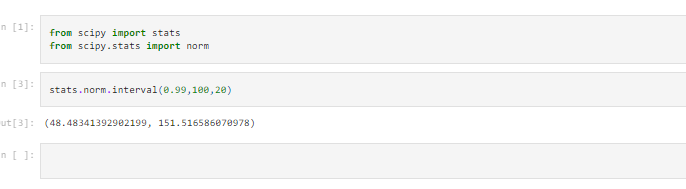 n [1]:
from scipy import stats
from scipy.stats import norm
n [3]:
stats.norm.interval(0.99,100,20)
ut[3]: (48.48341392902199, 151.516586070978)
n [ ]: